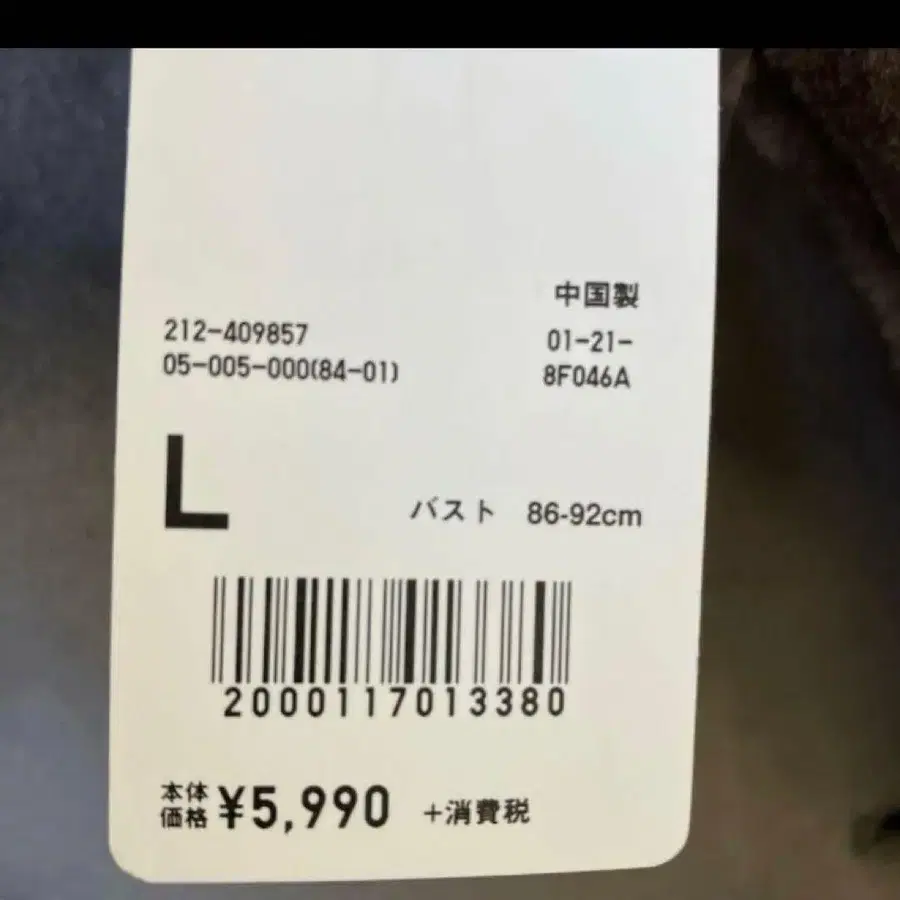 中国製
212-409857 01-21-
05-005-000(84-01) 8F046A
L バスト 86-92cm
2000117013380
本体価格 ¥5,990 +消費税